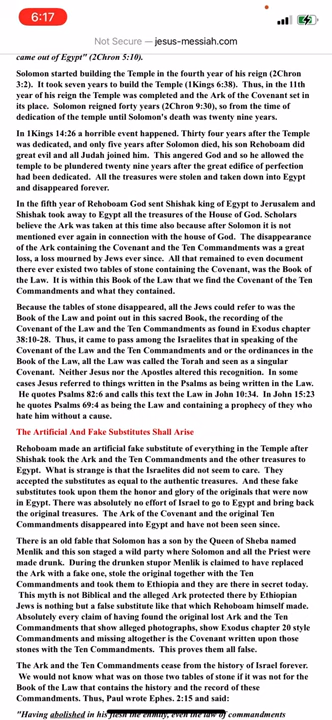 6:17
Not Secure — jesus-messiah.com
came out of Egypt" (2Chron 5:10).
Solomon started building the Temple in the fourth year of his reign (2Chron
3:2). It took seven years to build the Temple (1Kings 6:38). Thus, in the 11th
year of his reign the Temple was completed and the Ark of the Covenant set in
its place. Solomon reigned forty years (2Chron 9:30), so from the time of
dedication of the temple until Solomon's death was twenty nine years.
In 1Kings 14:26 a horrible event happened. Thirty four years after the Temple
was dedicated, and only five years after Solomon died, his son Rehoboam did
great evil and all Judah joined him. This angered God and so he allowed the
temple to be plundered twenty nine years after the great edifice of perfection
had been dedicated. All the treasures were stolen and taken down into Egypt
and disappeared forever.
In the fifth year of Rehoboam God sent Shishak king of Egypt to Jerusalem and
Shishak took away to Egypt all the treasures of the House of God. Scholars
believe the Ark was taken at this time also because after Solomon it is not
mentioned ever again in connection with the house of God. The disappearance
of the Ark containing the Covenant and the Ten Commandments was a great
loss, a loss mourned by Jews ever since. All that remained to even document
there ever existed two tables of stone containing the Covenant, was the Book of
the Law. It is within this Book of the Law that we find the Covenant of the Ten
Commandments and what they contained.
Because the tables of stone disappeared, all the Jews could refer to was the
Book of the Law and point out in this sacred Book, the recording of the
Covenant of the Law and the Ten Commandments as found in Exodus chapter
38:10-28. Thus, it came to pass among the Israelites that in speaking of the
Covenant of the Law and the Ten Commandments and or the ordinances in the
Book of the Law, all the Law was called the Torah and seen as a singular
Covenant. Neither Jesus nor the Apostles altered this recognition. In some
cases Jesus referred to things written in the Psalms as being written in the Law.
He quotes Psalms 82:6 and calls this text the Law in John 10:34. In John 15:23
he quotes Psalms 69:4 as being the Law and containing a prophecy of they who
hate him without a cause.
The Artificial And Fake Substitutes Shall Arise
Rehoboam made an artificial fake substitute of everything in the Temple after
Shishak took the Ark and the Ten Commandments and the other treasures to
Egypt. What is strange is that the Israelites did not seem to care. They
accepted the substitutes as equal to the authentic treasures. And these fake
substitutes took upon them the honor and glory of the originals that were now
in Egypt. There was absolutely no effort of Israel to go to Egypt and bring back
the original treasures. The Ark of the Covenant and the original Ten
Commandments disappeared into Egypt and have not been seen since.
There is an old fable that Solomon has a son by the Queen of Sheba named
Menlik and this son staged a wild party where Solomon and all the Priest were
made drunk. During the drunken stupor Menlik is claimed to have replaced
the Ark with a fake one, stole the original together with the Ten
Commandments and took them to Ethiopia and they are there in secret today.
This myth is not Biblical and the alleged Ark protected there by Ethiopian
Jews is nothing but a false substitute like that which Rehoboam himself made.
Absolutely every claim of having found the original lost Ark and the Ten
Commandments that show alleged photographs, show Exodus chapter 20 style
Commandments and missing altogether is the Covenant written upon those
stones with the Ten Commandments. This proves them all false.
The Ark and the Ten Commandments cease from the history of Israel forever.
We would not know what was on those two tables of stone if it was not for the
Book of the Law that contains the history and the record of these
Commandments. Thus, Paul wrote Ephes. 2:15 and said:
"Having abolished in his flesh the enmity, even the law of commandments